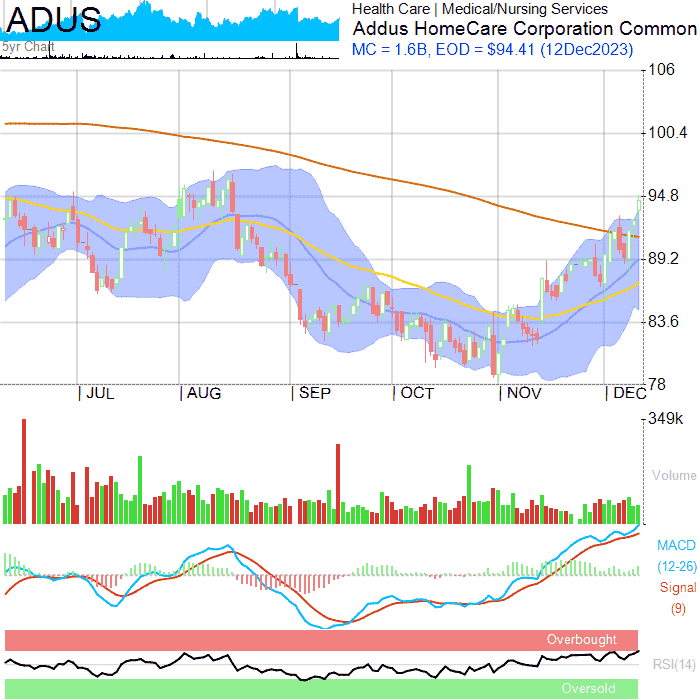 ADUS
5yr Chart
Health Care | Medical/Nursing Services
Addus HomeCare Corporation Common
MC = 1.6B, EOD = $94.41 (12Dec2023)
106
100.4
94.8
89.2
83.6
78
JUL AUG SEP OCT NOV DEC
349k
Volume
MACD
(12-26)
Signal
(9)
Overbought
RSI(14)
Oversold